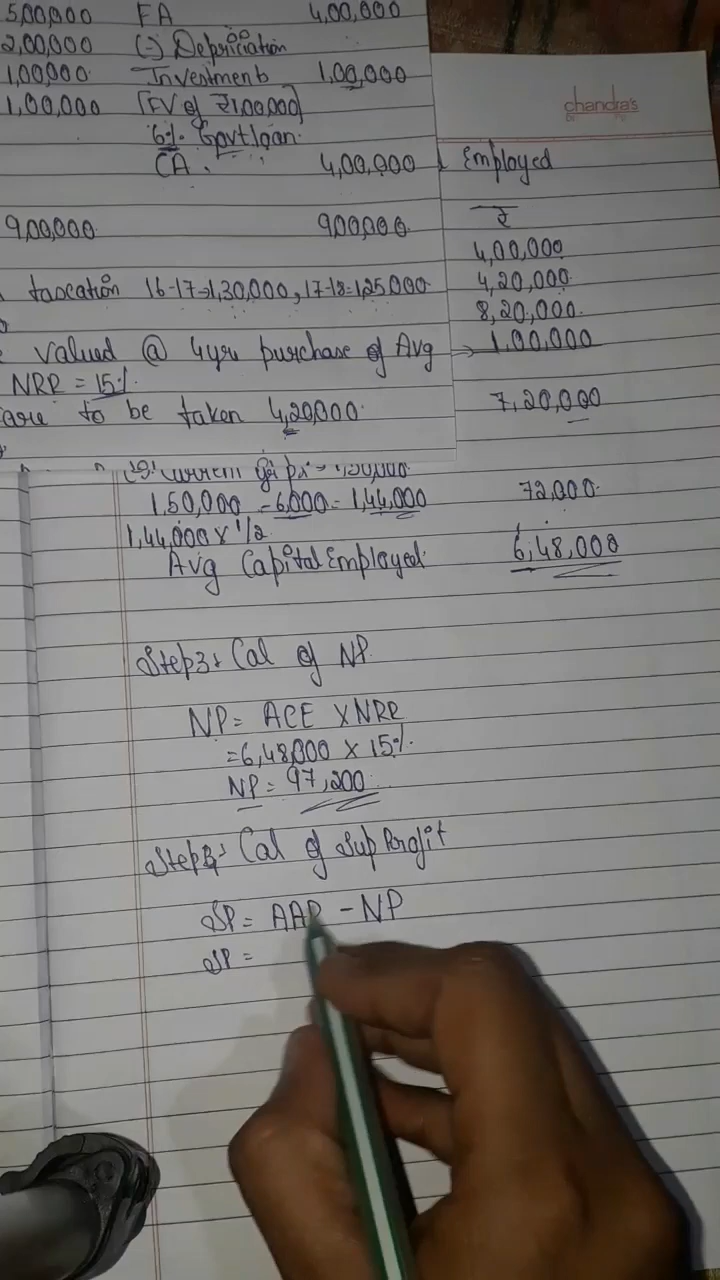 5,00,000 FA 4,00,000
2,00,000 (-) Depriciation
1,00,000 Investment 1,00,000
1,00,000 [FV of ₹1,00,000]
6% Govt loan
CA. 4,00,000
9,00,000 9,00,000
taxcation 16-17→1,30,000, 17-18=1,25,000
valued @ 4yrs purchase of Avg
NRR = 15%.
are to be taken 4,20,000.
chandra's
Employed
₹
4,00,000
4,20,000
8,20,000.
1,00,000
7,20,000
current
1,50,000 - 6,000 = 1,44,000 72,000
1,44,000 x 1/2
Avg Capital Employed 6,48,000
Step3: Cal of NP.
NP = ACE X NRR
= 6,48,000 x 15%.
NP = 97,200
Step4: Cal of Sup Profit
SP = AAP - NP
SP =